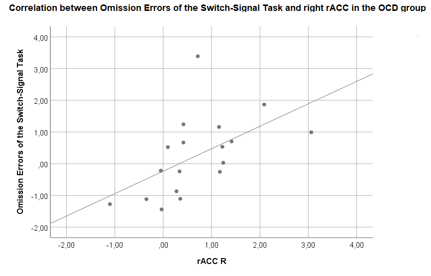 Correlation between Omission Errors of the Switch-Signal Task and right rACC in the OCD group
Omission Errors of the Switch-Signal Task
4,00
3,00
2,00
1,00
,00
-1,00
-2,00
-2,00 -1,00 ,00 1,00 2,00 3,00 4,00
rACC R